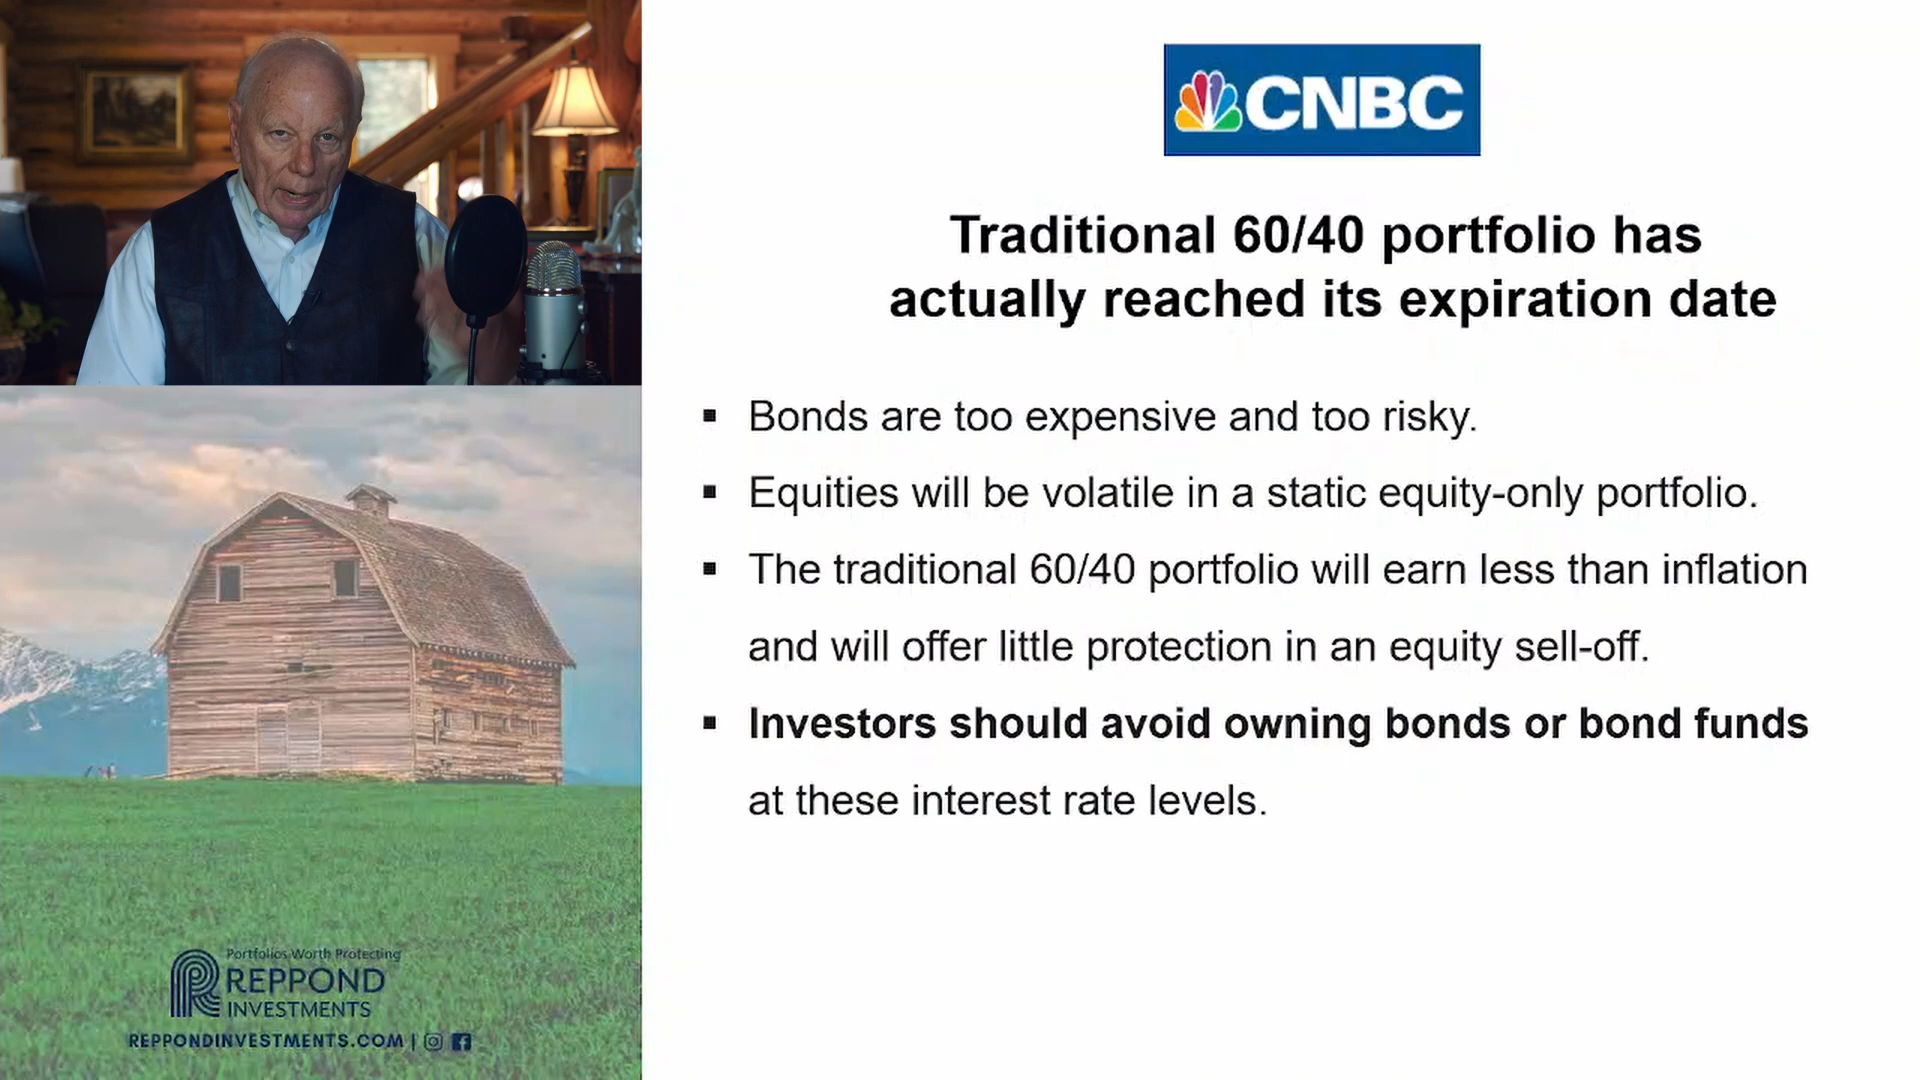 CNBC
Traditional 60/40 portfolio has
actually reached its expiration date
▪ Bonds are too expensive and too risky.
▪ Equities will be volatile in a static equity-only portfolio.
▪ The traditional 60/40 portfolio will earn less than inflation
and will offer little protection in an equity sell-off.
▪ Investors should avoid owning bonds or bond funds
at these interest rate levels.
Portfolios Worth Protecting
REPPOND
INVESTMENTS
REPPONDINVESTMENTS.COM |